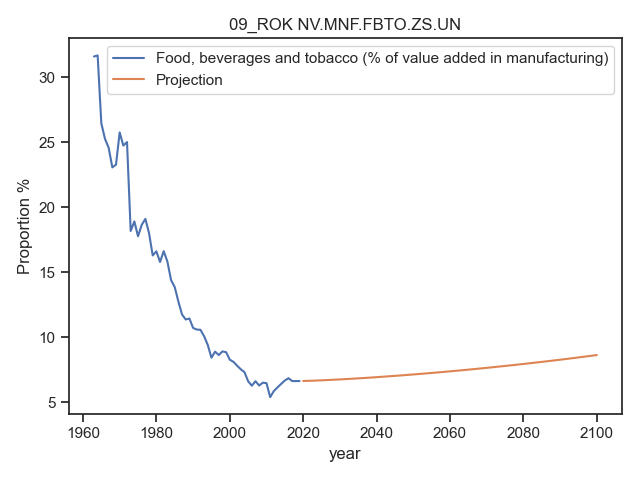 09_ROK NV.MNF.FBTO.ZS.UN
Food, beverages and tobacco (% of value added in manufacturing)
Projection
Proportion %
30
25
20
15
10
5
1960 1980 2000 2020 2040 2060 2080 2100
year